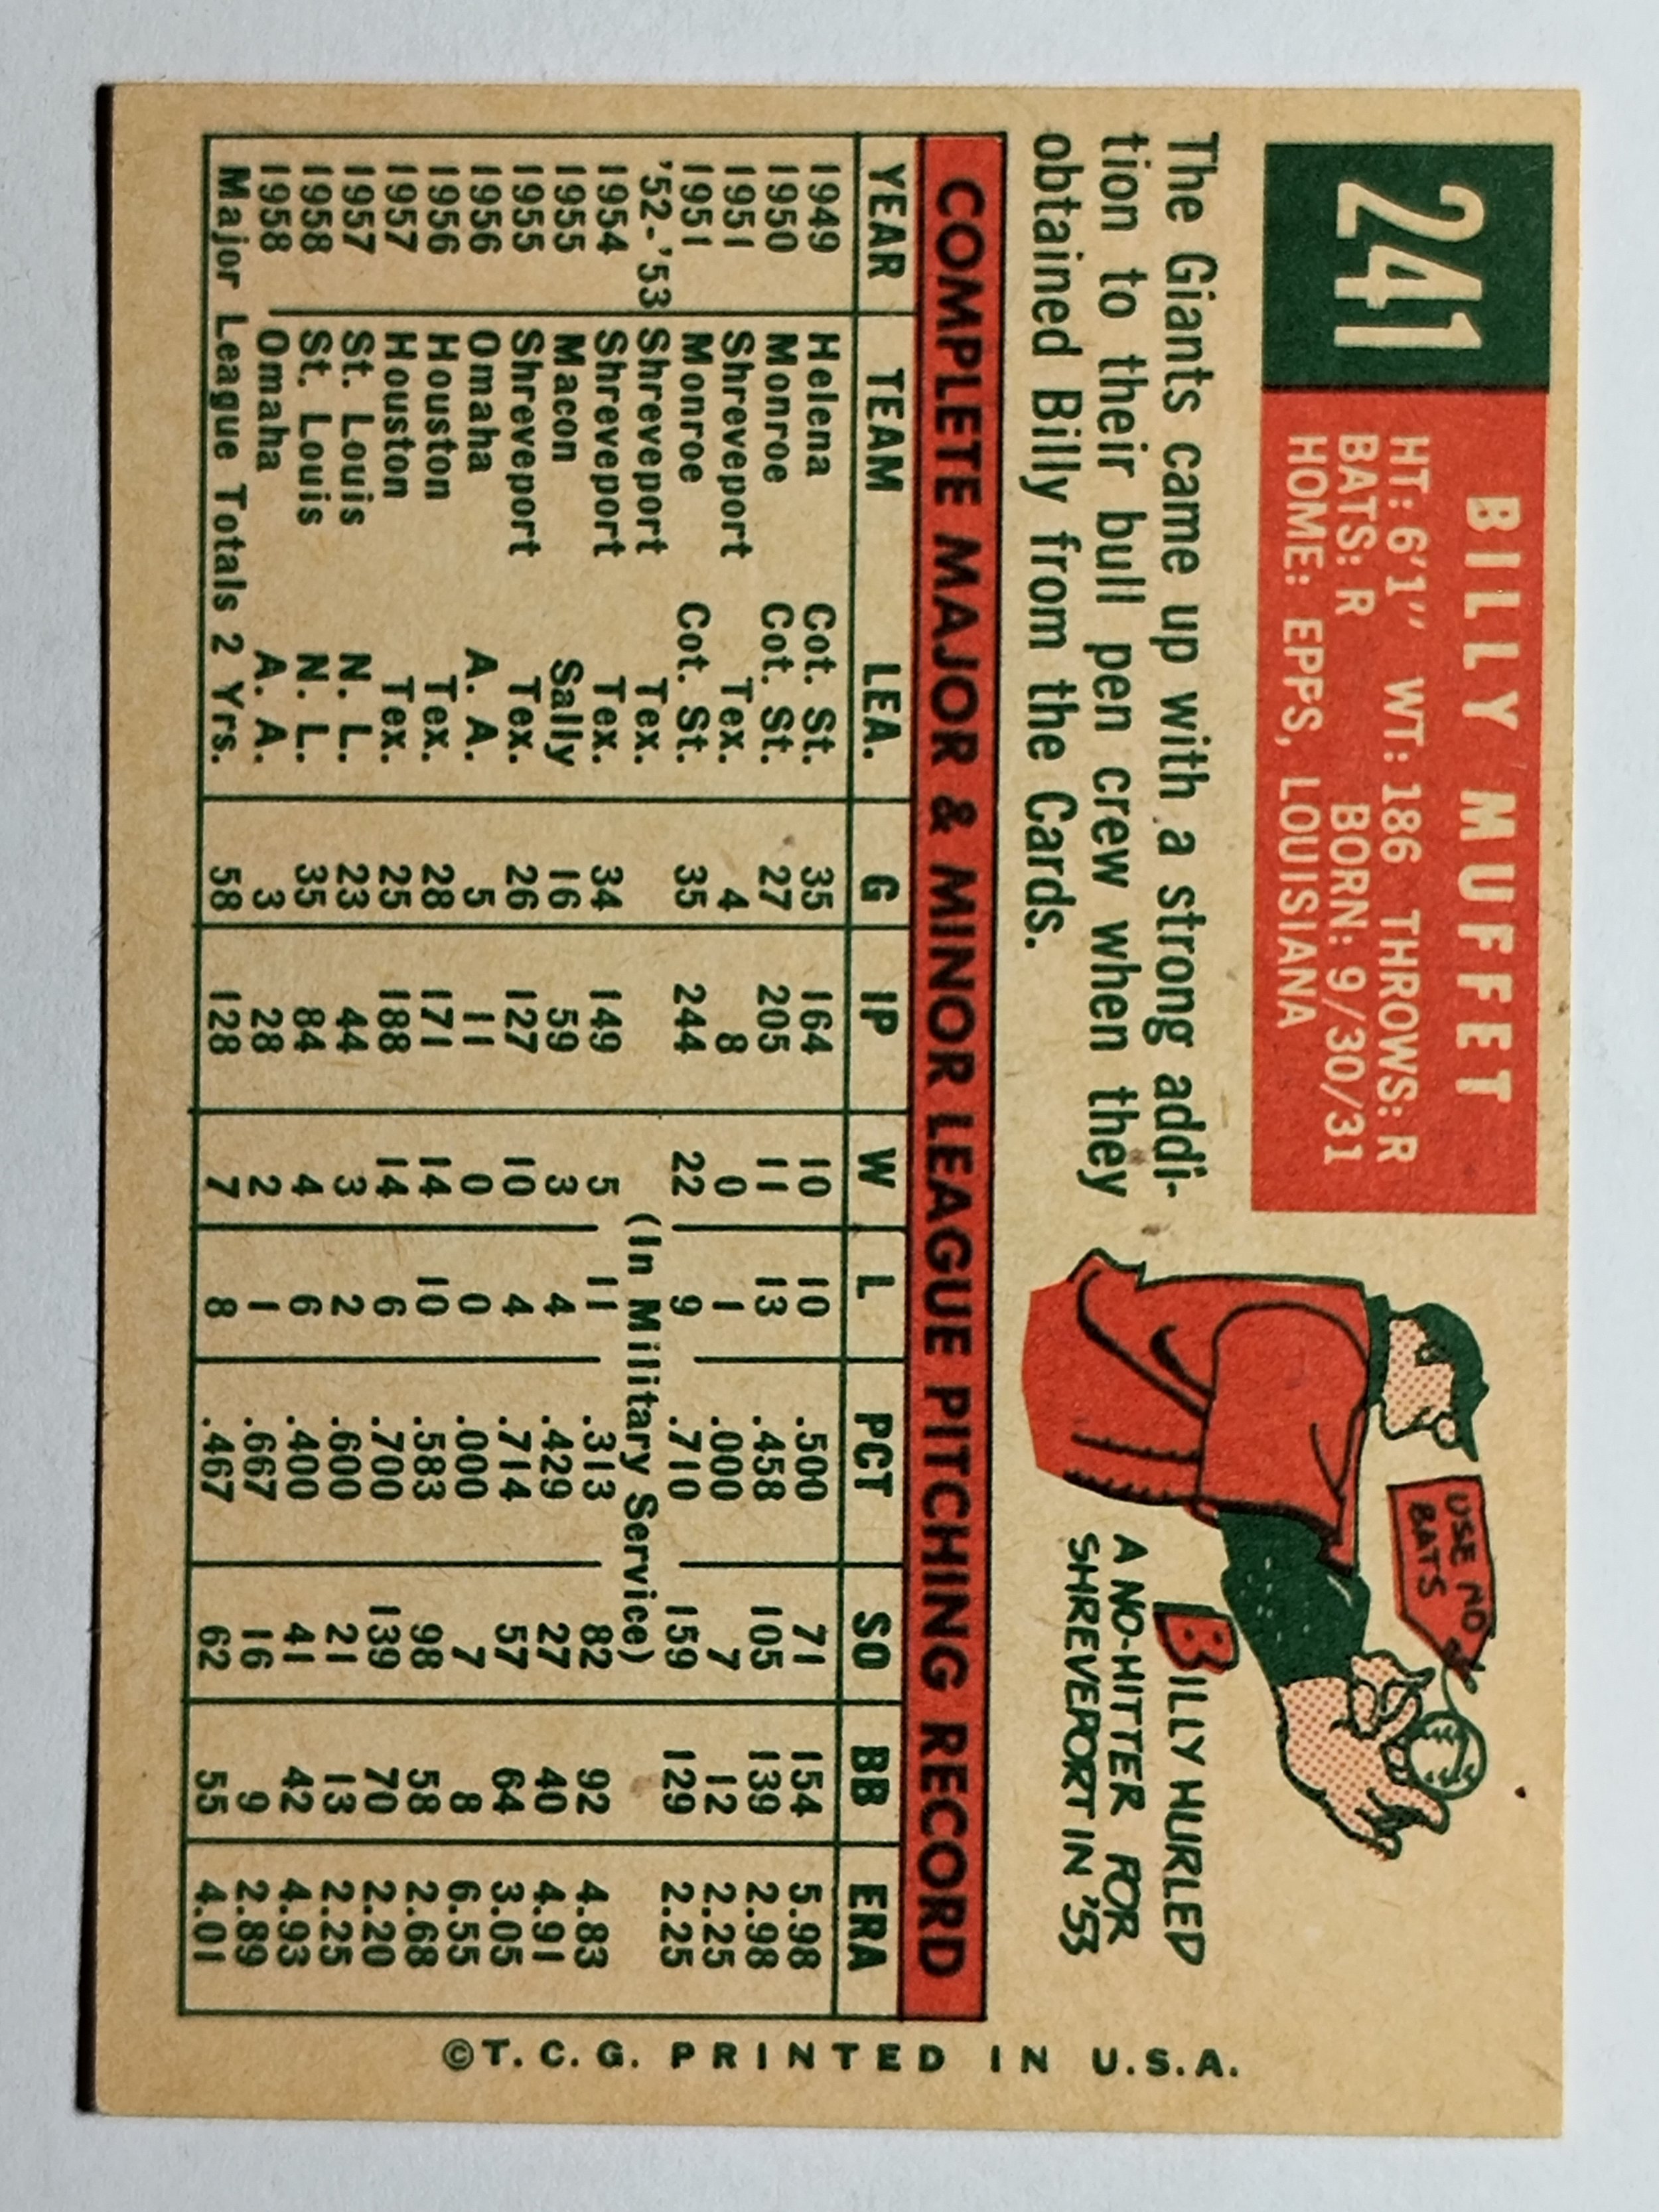 241
BILLY MUFFET
HT: 6'1" WT: 186 THROWS: R
BATS: R BORN: 9/30/31
HOME: EPPS, LOUISIANA
The Giants came up with a strong addi-
tion to their bull pen crew when they
obtained Billy from the Cards.
USE NO
BATS
BILLY HURLED
A NO-HITTER FOR
SHREVEPORT IN '53
COMPLETE MAJOR & MINOR LEAGUE PITCHING RECORD
YEAR TEAM LEA. G IP W L PCT SO BB ERA
1949 Helena Cot. St. 35 164 10 10 .500 71 154 5.98
1950 Monroe Cot. St. 27 205 11 13 .458 105 139 2.98
1951 Shreveport Tex. 4 8 0 1 .000 7 12 2.25
1951 Monroe Cot. St. 35 244 22 9 .710 159 129 2.25
'52-'53 Shreveport Tex. (In Military Service)
1954 Shreveport Tex. 34 149 5 11 .313 82 92 4.83
1955 Macon Sally 16 59 3 4 .429 27 40 4.91
1955 Shreveport Tex. 26 127 10 4 .714 57 64 3.05
1956 Omaha A. A. 5 11 0 0 .000 7 8 6.55
1956 Houston Tex. 28 171 14 10 .583 98 58 2.68
1957 Houston Tex. 25 188 14 6 .700 139 70 2.20
1957 St. Louis N. L. 23 44 3 2 .600 21 13 2.25
1958 St. Louis N. L. 35 84 4 6 .400 41 42 4.93
1958 Omaha A. A. 3 28 2 1 .667 16 9 2.89
Major League Totals 2 Yrs. 58 128 7 8 .467 62 55 4.01
©T.C.G. PRINTED IN U.S.A.